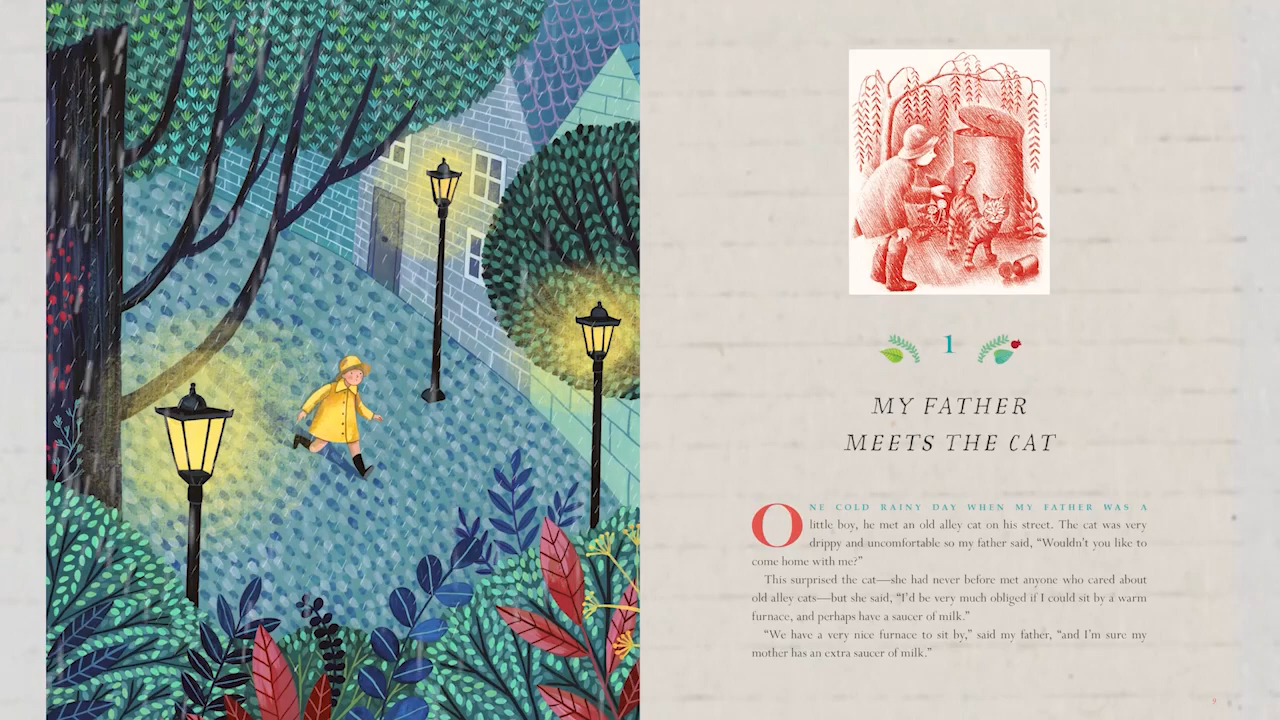 1
MY FATHER
MEETS THE CAT
ONE COLD RAINY DAY WHEN MY FATHER WAS A
little boy, he met an old alley cat on his street. The cat was very
drippy and uncomfortable so my father said, “Wouldn’t you like to
come home with me?”
This surprised the cat—she had never before met anyone who cared about
old alley cats—but she said, “I’d be very much obliged if I could sit by a warm
furnace, and perhaps have a saucer of milk.”
“We have a very nice furnace to sit by,” said my father, “and I’m sure my
mother has an extra saucer of milk.”
9